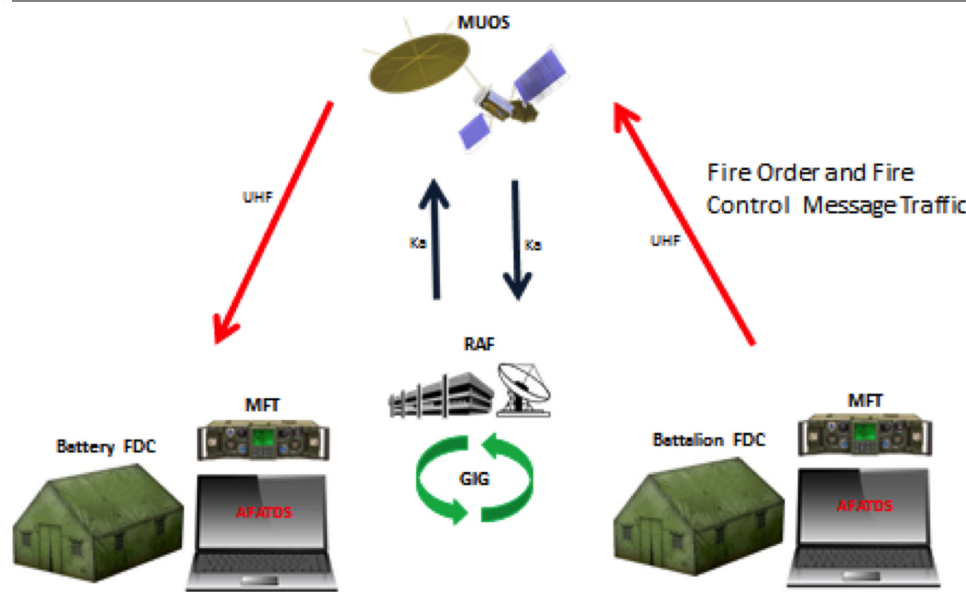 MUOS
UHF
Ka
Ka
UHF
Fire Order and Fire
Control Message Traffic
RAF
MFT
Battery FDC
AFATDS
GIG
MFT
Battalion FDC
AFATDS